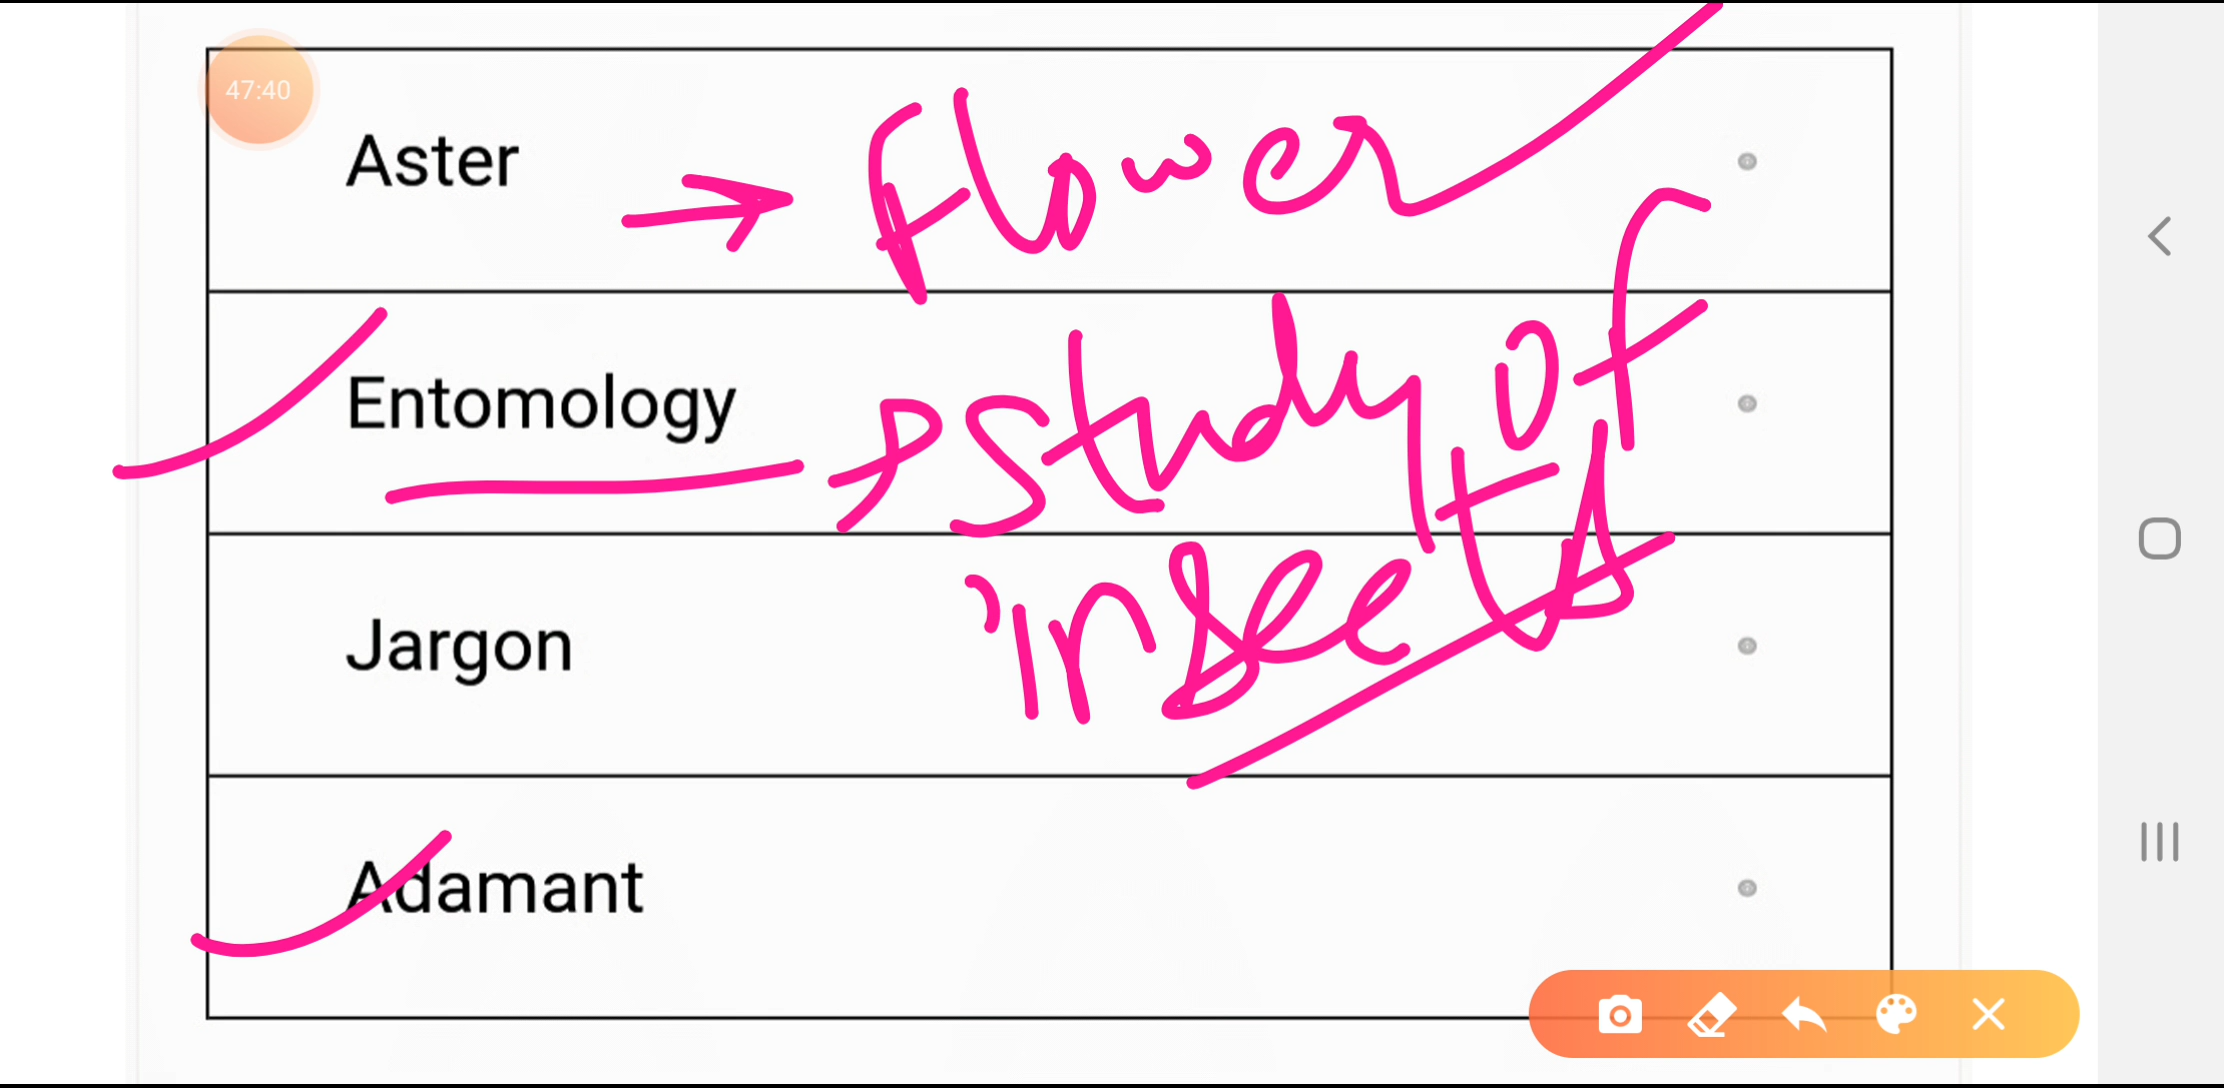 47:40
Aster → flower
Entomology → study of
insects
Jargon
Adamant